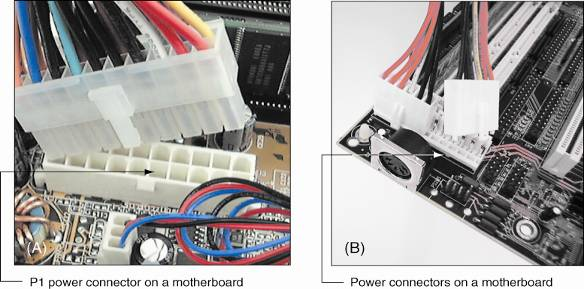 (A)
(B)
P1 power connector on a motherboard
Power connectors on a motherboard